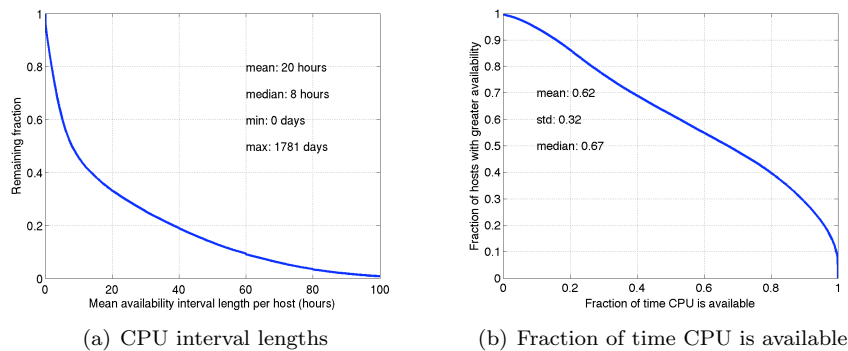 1
0.8
0.6
0.4
0.2
0
0 20 40 60 80 100
Remaining fraction
Mean availability interval length per host (hours)
mean: 20 hours
median: 8 hours
min: 0 days
max: 1781 days
(a) CPU interval lengths
1
0.9
0.8
0.7
0.6
0.5
0.4
0.3
0.2
0.1
0
0 0.2 0.4 0.6 0.8 1
Fraction of hosts with greater availability
Fraction of time CPU is available
mean: 0.62
std: 0.32
median: 0.67
(b) Fraction of time CPU is available